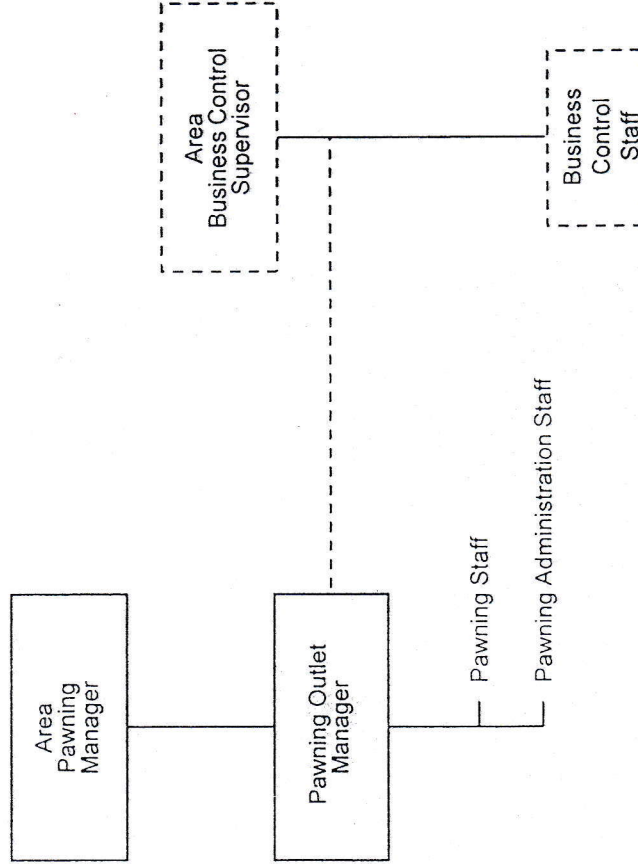 Area
Pawning
Manager
Pawning Outlet
Manager
Pawning Staff
Pawning Administration Staff
Area
Business Control
Supervisor
Business
Control
Staff